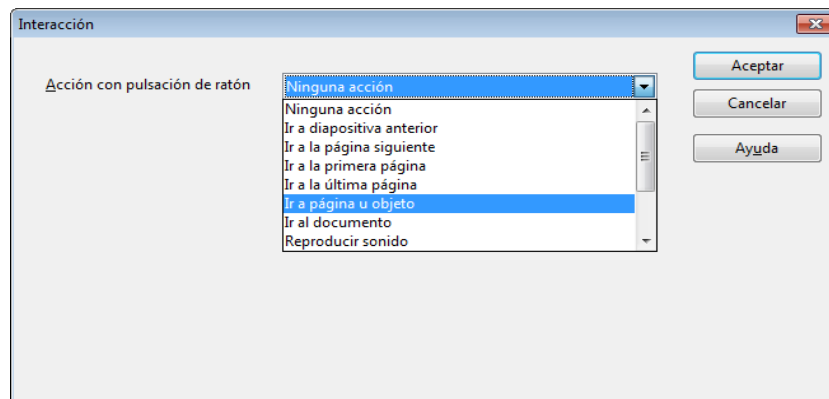 Interacción
Acción con pulsación de ratón
Ninguna acción
Aceptar
Cancelar
Ayuda
Ninguna acción
Ir a diapositiva anterior
Ir a la página siguiente
Ir a la primera página
Ir a la última página
Ir a página u objeto
Ir al documento
Reproducir sonido